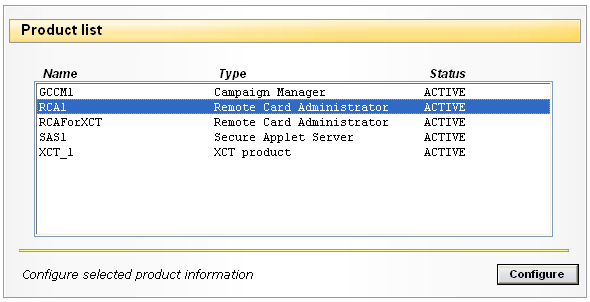 Product list
Name Type Status
GCCM1 Campaign Manager ACTIVE
RCA1 Remote Card Administrator ACTIVE
RCAForXCT Remote Card Administrator ACTIVE
SAS1 Secure Applet Server ACTIVE
XCT_1 XCT product ACTIVE
Configure selected product information Configure